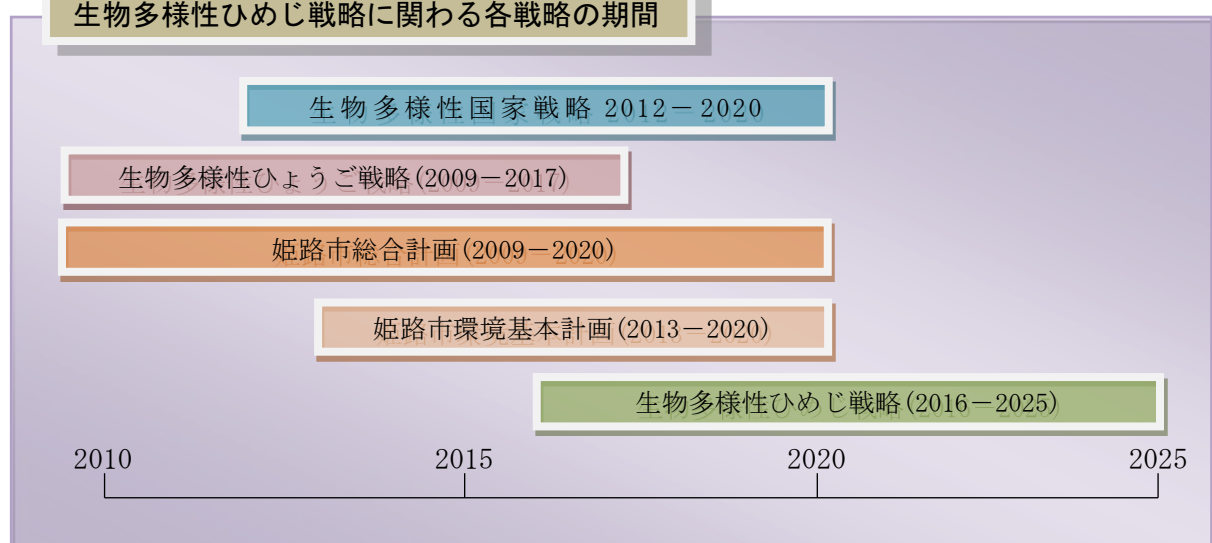 生物多様性ひめじ戦略に関わる各戦略の期間
生物多様性国家戦略 2012－2020
生物多様性ひょうご戦略(2009－2017)
姫路市総合計画(2009－2020)
姫路市環境基本計画(2013－2020)
生物多様性ひめじ戦略(2016－2025)
2010 2015 2020 2025